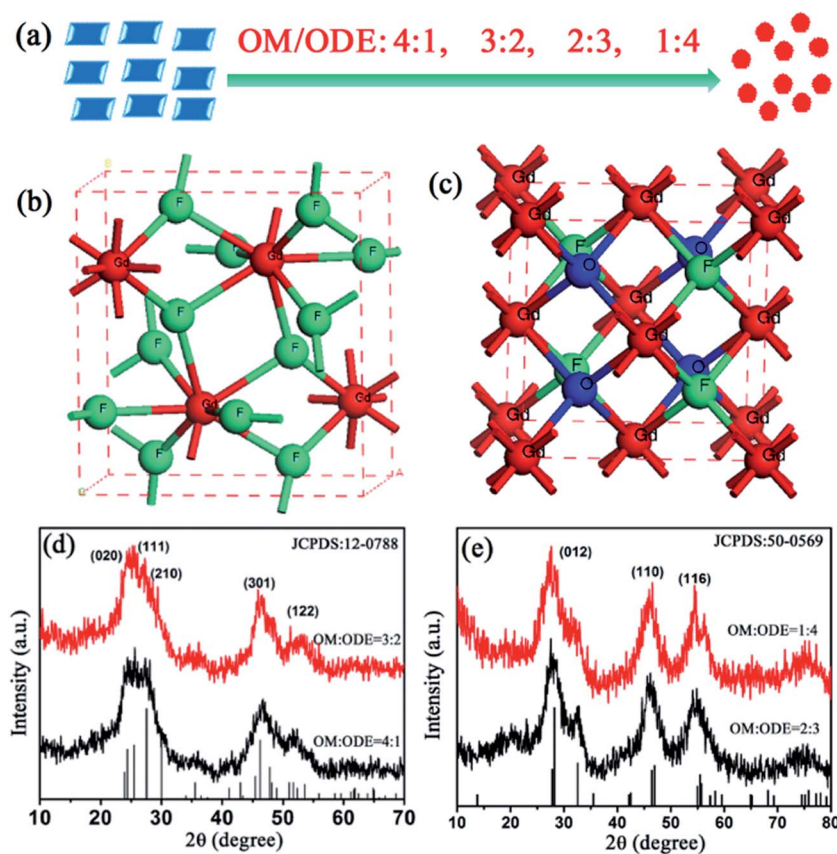 (a) OM/ODE: 4:1, 3:2, 2:3, 1:4
(b)
F F
Gd Gd F F
F F
F F
F Gd F Gd
F F
(c)
Gd Gd
Gd Gd Gd
F O
O F
Gd Gd Gd
Gd
F O
O F
Gd Gd
Gd Gd Gd
(d) JCPDS:12-0788
(020) (111)
(210)
(301)
(122)
OM:ODE=3:2
OM:ODE=4:1
Intensity (a.u.)
10 20 30 40 50 60 70
2θ (degree)
(e) JCPDS:50-0569
(012) (110) (116)
OM:ODE=1:4
OM:ODE=2:3
Intensity (a.u.)
10 20 30 40 50 60 70 80
2θ (degree)